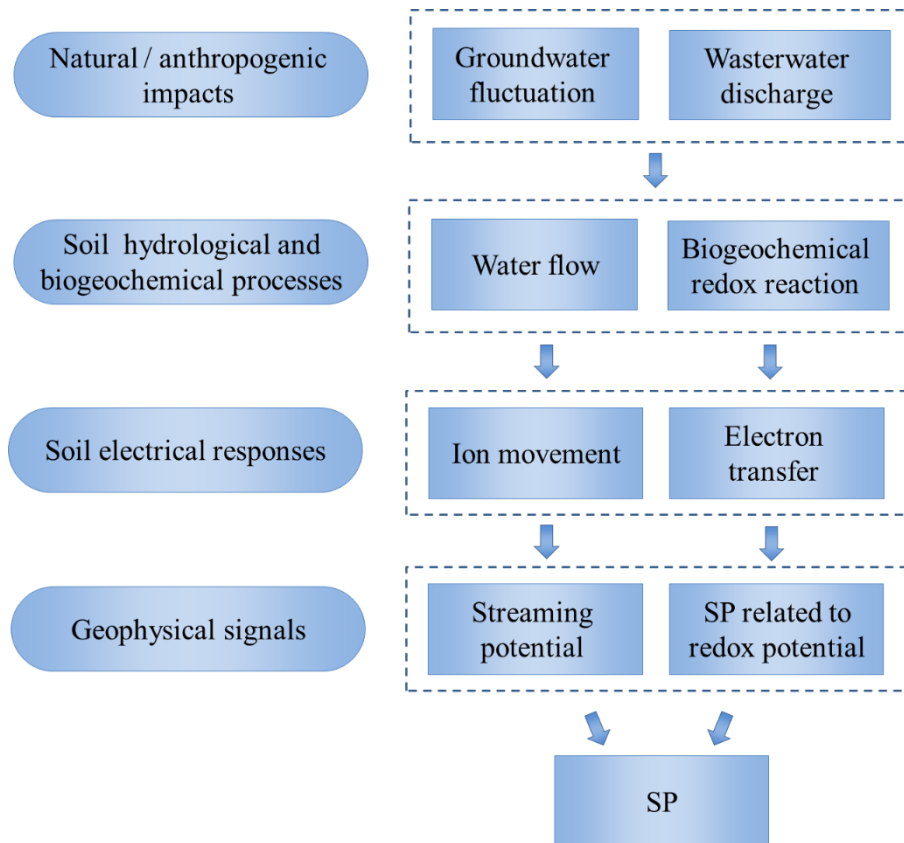 Natural / anthropogenic
impacts
Groundwater
fluctuation
Wasterwater
discharge
Soil hydrological and
biogeochemical processes
Water flow
Biogeochemical
redox reaction
Soil electrical responses
Ion movement
Electron
transfer
Geophysical signals
Streaming
potential
SP related to
redox potential
SP